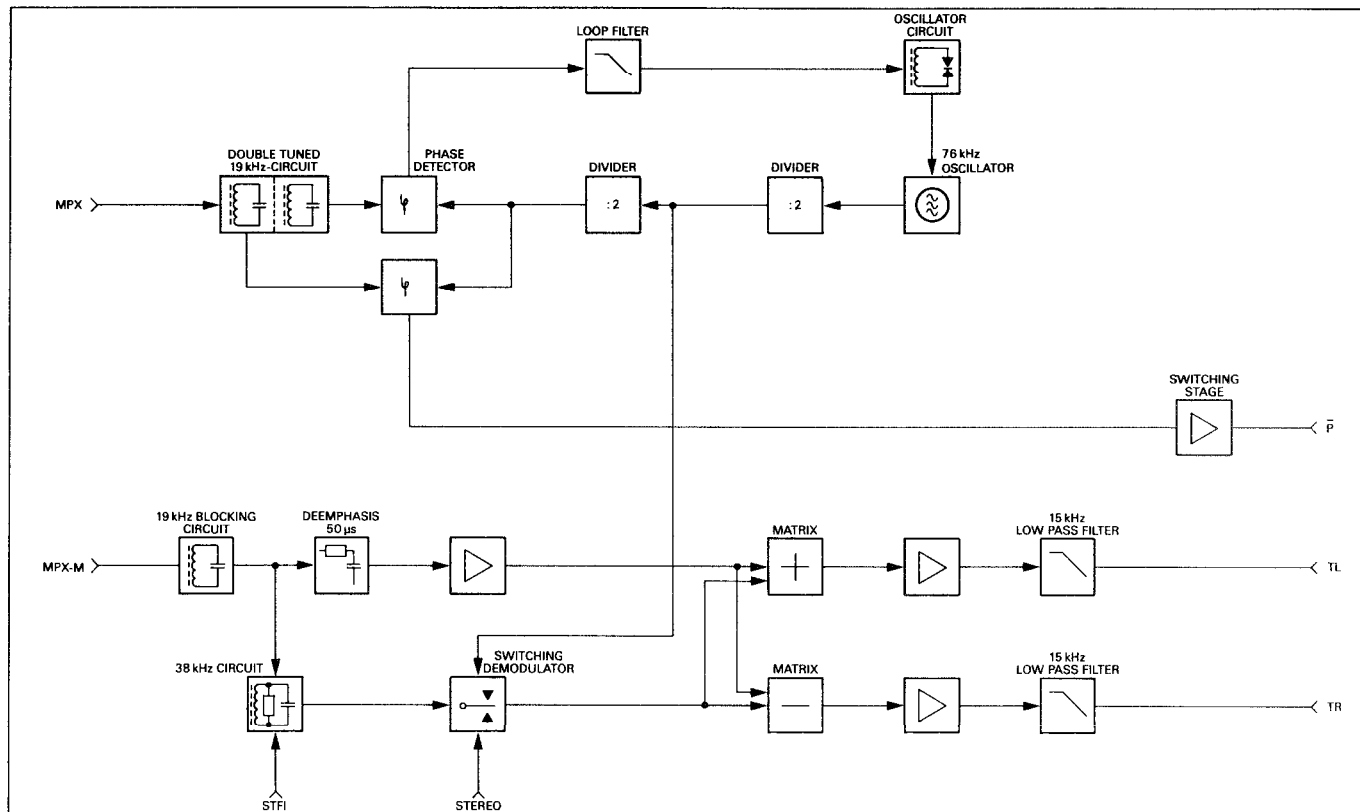 LOOP FILTER
OSCILLATOR
CIRCUIT
DOUBLE TUNED
19 kHz-CIRCUIT
PHASE
DETECTOR
DIVIDER
DIVIDER
76 kHz
OSCILLATOR
MPX
φ
:2
:2
φ
SWITCHING
STAGE
P̅
19 kHz BLOCKING
CIRCUIT
DEEMPHASIS
50 µs
MATRIX
15 kHz
LOW PASS FILTER
MPX-M
+
TL
38 kHz CIRCUIT
SWITCHING
DEMODULATOR
MATRIX
15 kHz
LOW PASS FILTER
—
TR
STFI
STEREO